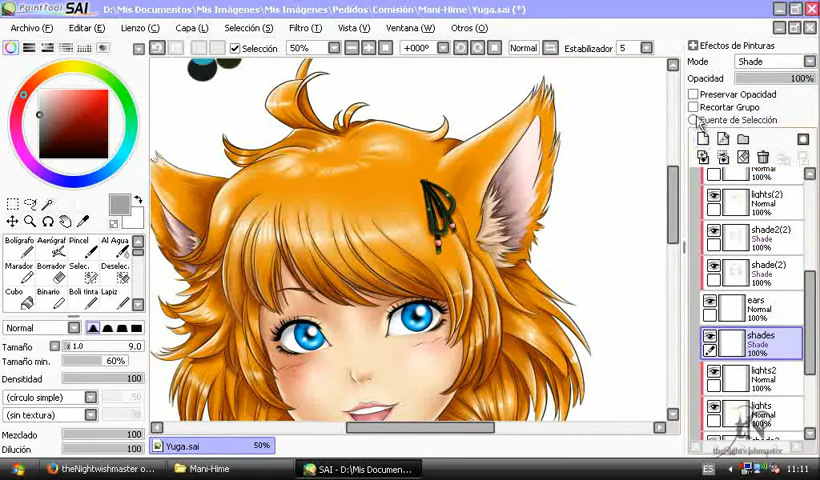 PaintTool SAI D:\Mis Documentos\Mis Imágenes\Mis Imágenes\Pedidos\Comisión\Mani-Hime\Yuga.sai (*)
Archivo (F) Editar (E) Lienzo (C) Capa (L) Selección (S) Filtro (T) Vista (V) Ventana (W) Otros (O)
Selección 50% +000° Normal Estabilizador 5
Efectos de Pinturas
Mode Shade
Opacidad 100%
Preservar Opacidad
Recortar Grupo
Fuente de Selección
100%
lights(2)
Normal
100%
shade2(2)
Shade
100%
shade(2)
Shade
100%
ears
Normal
100%
shades
Shade
100%
lights2
Normal
100%
lights
Normal
100%
Bolígrafo Aerógraf Pincel Al Agua
Marador Borrador Selec. Deselec.
Cubo Binario Boli tinta Lapiz
Normal
Tamaño x 1.0 9.0
Tamaño min. 60%
Densitad 100
(círculo simple) 50
(sin textura)
Mezclado 100
Dilución 100
Yuga.sai 50%
theNightwishmaster
theNightwishmaster o... Mani-Hime SAI - D:\Mis Documen... ES 11:11